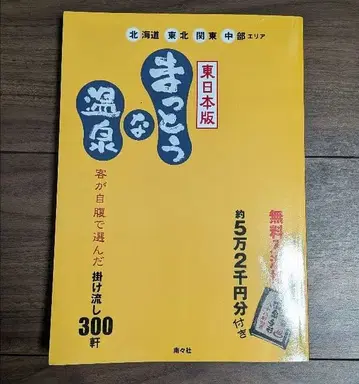 北海道 東北 関東 中部 エリア
東日本版
まっとうな温泉
客が自腹で選んだ 掛け流し300軒
無料
約5万2千円分付き
南々社